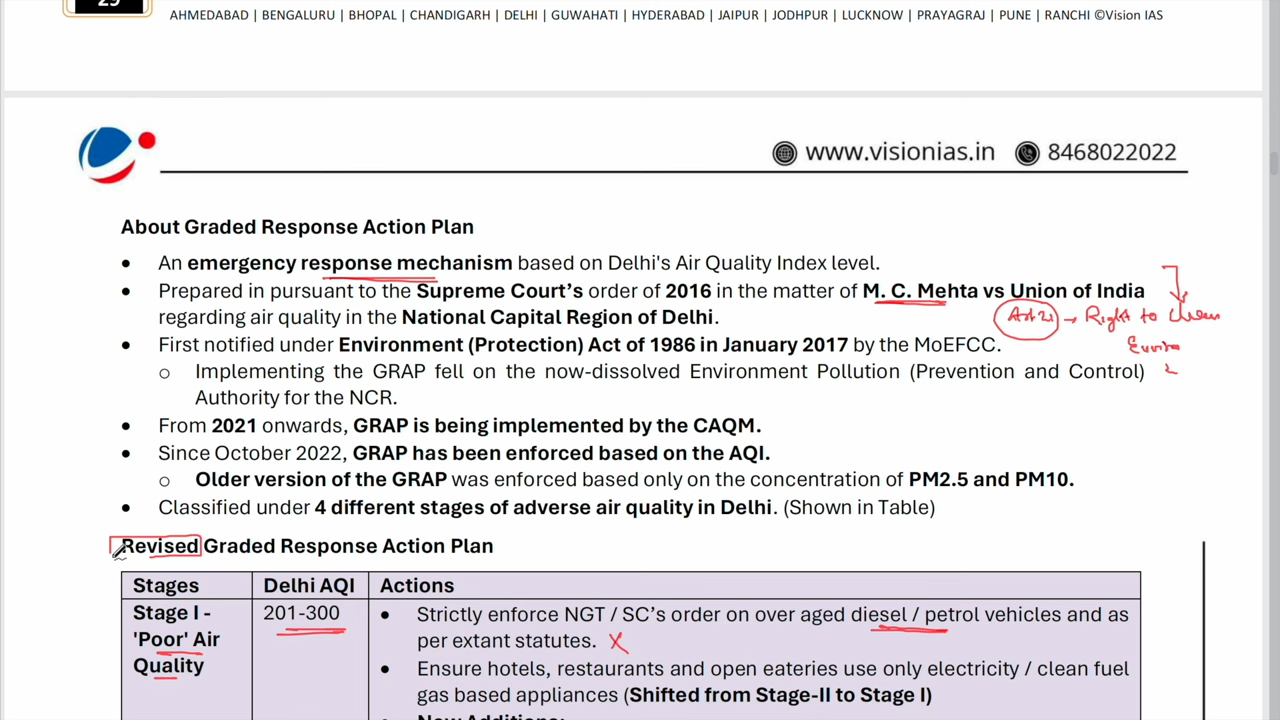 29
AHMEDABAD | BENGALURU | BHOPAL | CHANDIGARH | DELHI | GUWAHATI | HYDERABAD | JAIPUR | JODHPUR | LUCKNOW | PRAYAGRAJ | PUNE | RANCHI ©Vision IAS
www.visionias.in 8468022022
About Graded Response Action Plan
• An emergency response mechanism based on Delhi's Air Quality Index level.
• Prepared in pursuant to the Supreme Court's order of 2016 in the matter of M. C. Mehta vs Union of India
regarding air quality in the National Capital Region of Delhi.
Right to clean
• First notified under Environment (Protection) Act of 1986 in January 2017 by the MoEFCC.
o Implementing the GRAP fell on the now-dissolved Environment Pollution (Prevention and Control)
Authority for the NCR.
• From 2021 onwards, GRAP is being implemented by the CAQM.
• Since October 2022, GRAP has been enforced based on the AQI.
o Older version of the GRAP was enforced based only on the concentration of PM2.5 and PM10.
• Classified under 4 different stages of adverse air quality in Delhi. (Shown in Table)
Revised Graded Response Action Plan
Stages Delhi AQI Actions
Stage I - 'Poor' Air Quality
201-300
• Strictly enforce NGT / SC's order on over aged diesel / petrol vehicles and as
per extant statutes.
• Ensure hotels, restaurants and open eateries use only electricity / clean fuel
gas based appliances (Shifted from Stage-II to Stage I)
• New Additions: